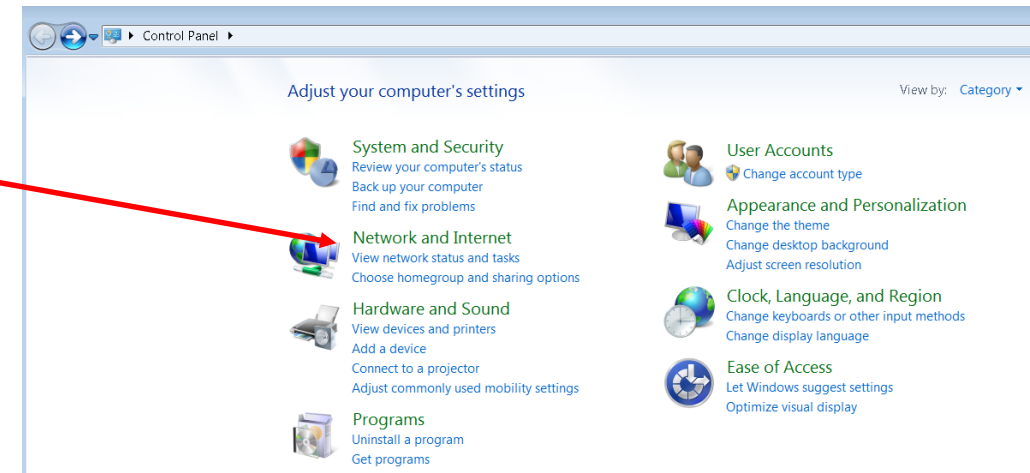 Control Panel
Adjust your computer's settings
View by: Category
System and Security
Review your computer's status
Back up your computer
Find and fix problems
Network and Internet
View network status and tasks
Choose homegroup and sharing options
Hardware and Sound
View devices and printers
Add a device
Connect to a projector
Adjust commonly used mobility settings
Programs
Uninstall a program
Get programs
User Accounts
Change account type
Appearance and Personalization
Change the theme
Change desktop background
Adjust screen resolution
Clock, Language, and Region
Change keyboards or other input methods
Change display language
Ease of Access
Let Windows suggest settings
Optimize visual display